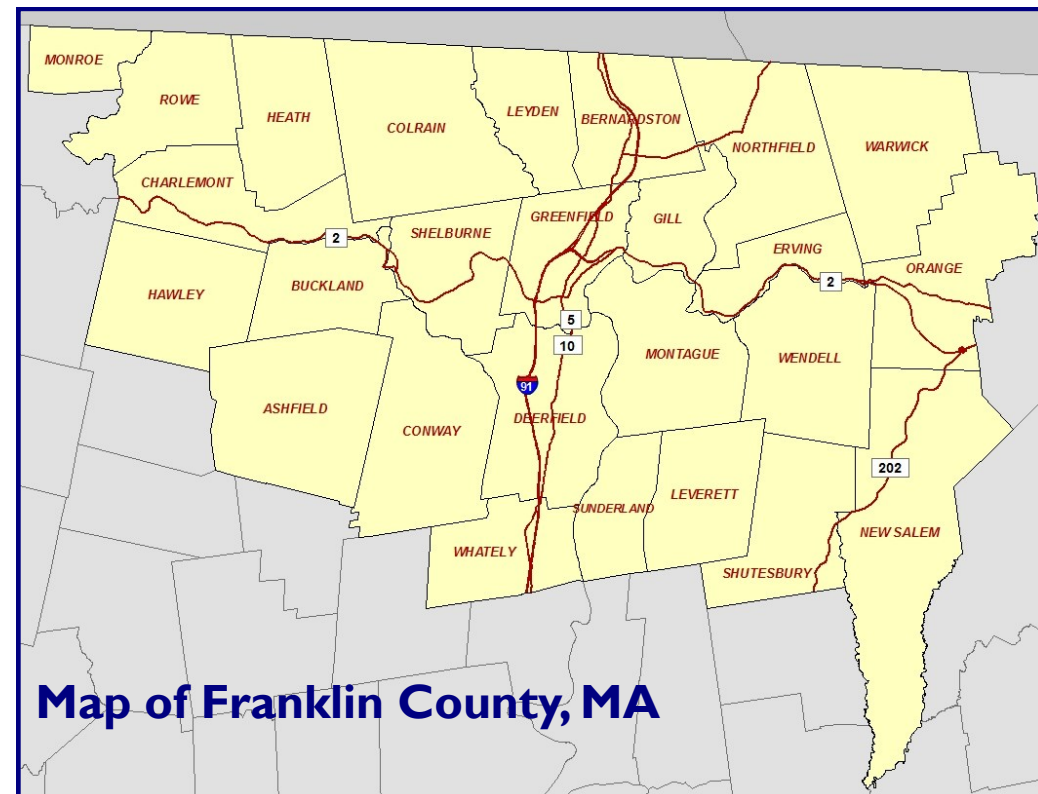 MONROE
ROWE
HEATH
COLRAIN
LEYDEN
BERNARDSTON
NORTHFIELD
WARWICK
CHARLEMONT
2
SHELBURNE
GREENFIELD
GILL
ERVING
ORANGE
HAWLEY
BUCKLAND
2
5
10
MONTAGUE
WENDELL
91
ASHFIELD
CONWAY
DEERFIELD
202
SUNDERLAND
LEVERETT
WHATELY
SHUTESBURY
NEW SALEM
Map of Franklin County, MA